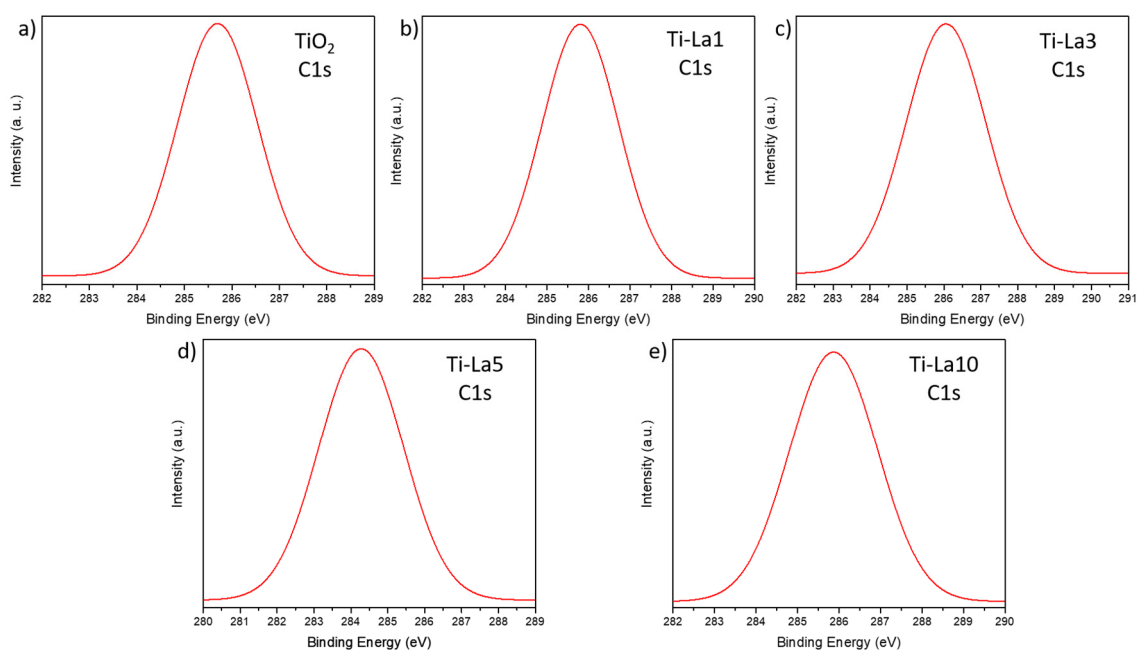 a)
TiO2
C1s
Intensity (a. u.)
282 283 284 285 286 287 288 289
Binding Energy (eV)
b)
Ti-La1
C1s
Intensity (a.u.)
282 283 284 285 286 287 288 289 290
Binding Energy (eV)
c)
Ti-La3
C1s
Intensity (a.u.)
282 283 284 285 286 287 288 289 290 291
Binding Energy (eV)
d)
Ti-La5
C1s
Intensity (a.u.)
280 281 282 283 284 285 286 287 288 289
Binding Energy (eV)
e)
Ti-La10
C1s
Intensity (a.u.)
282 283 284 285 286 287 288 289 290
Binding Energy (eV)